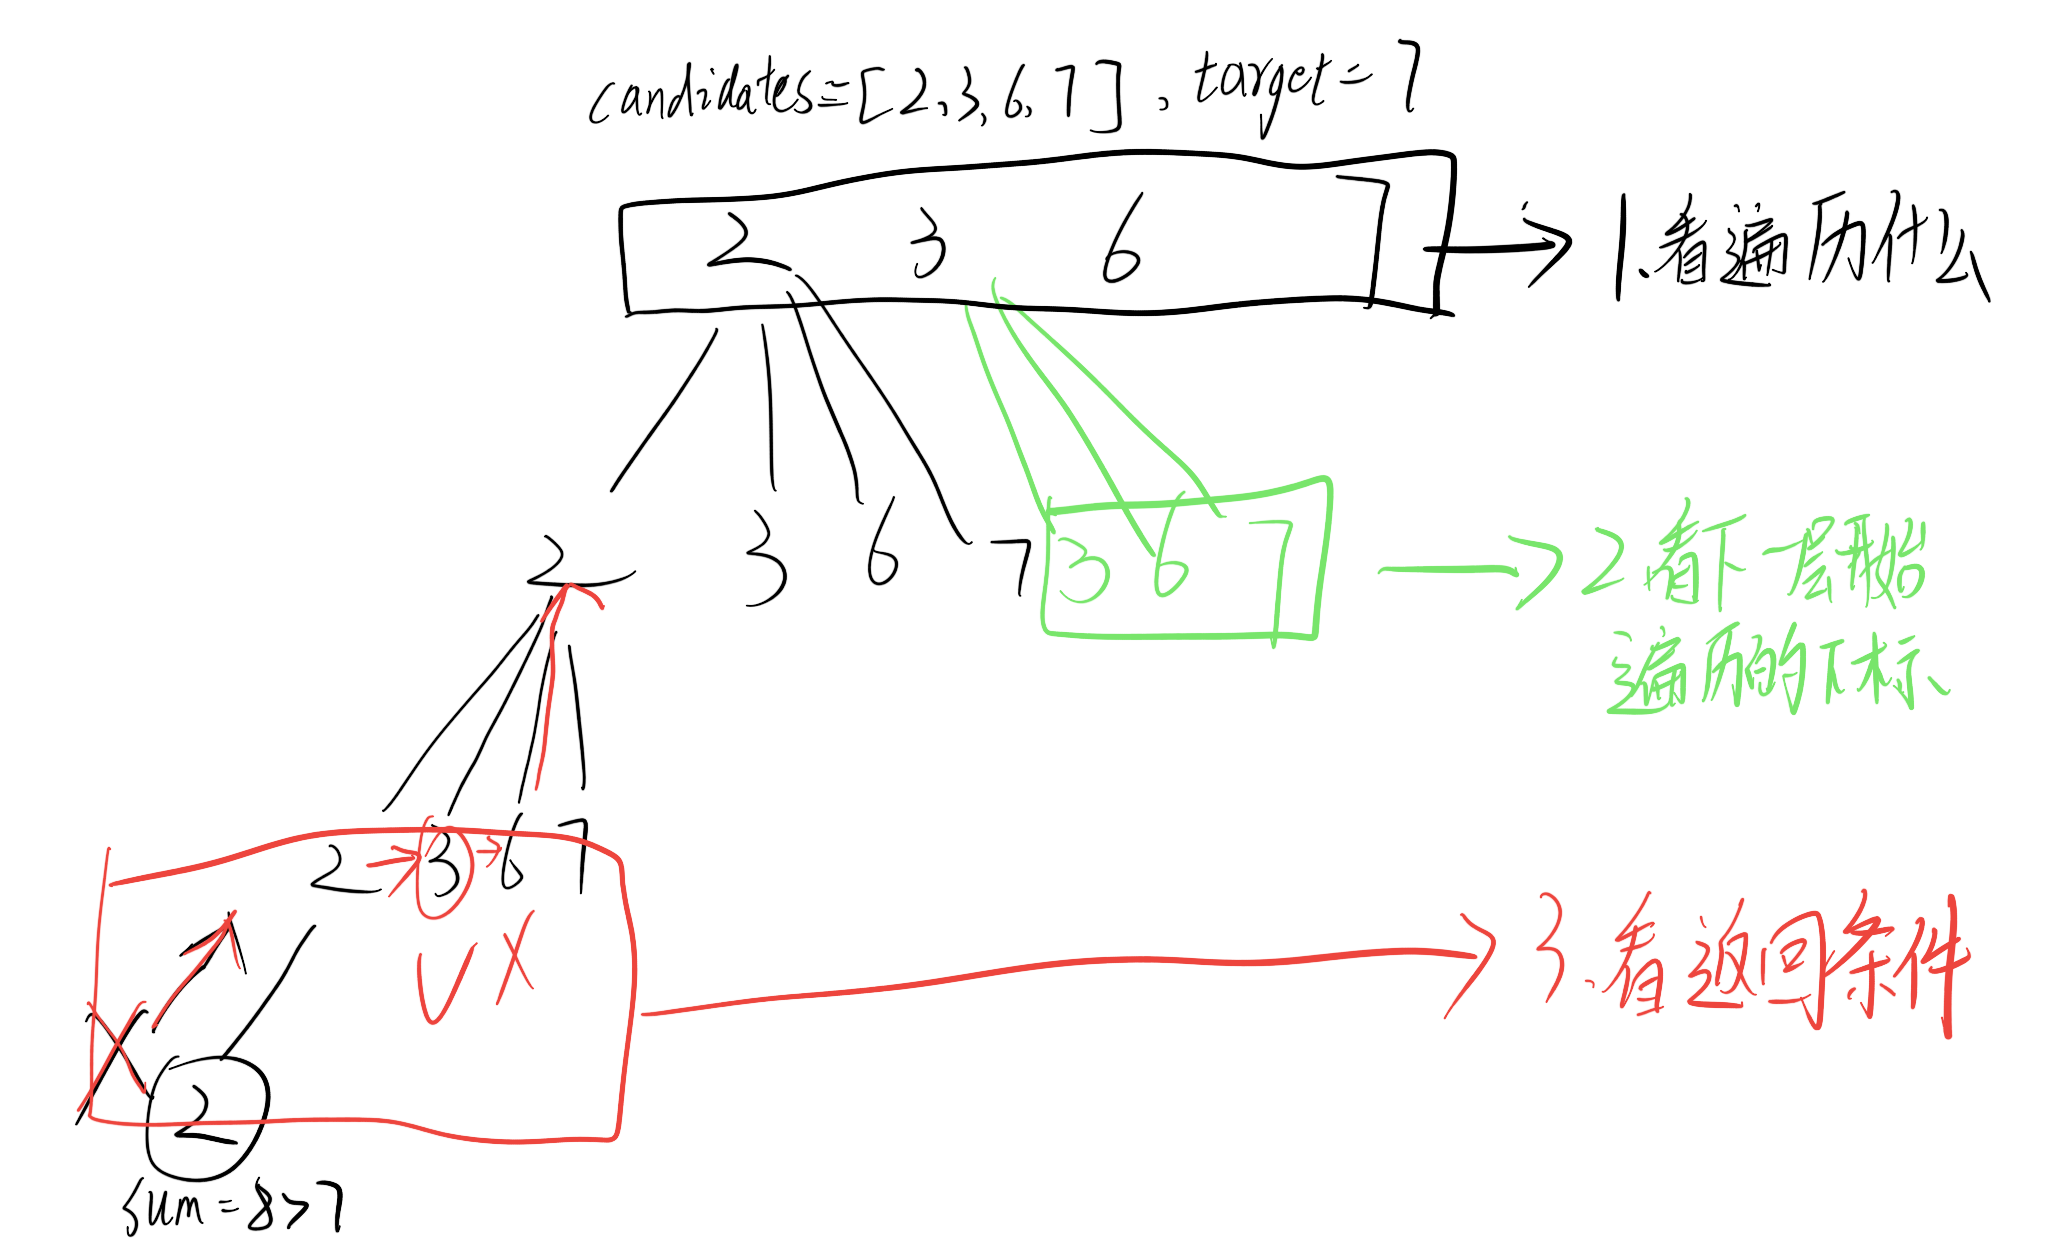 candidates=[2,3,6,7],target=7
2 3 6 7
1.看遍历什么
2 3 6 7
3 6 7
2.看下一层开始
遍历的下标
2 3 6 7
3.看返回条件
2
sum=8>7